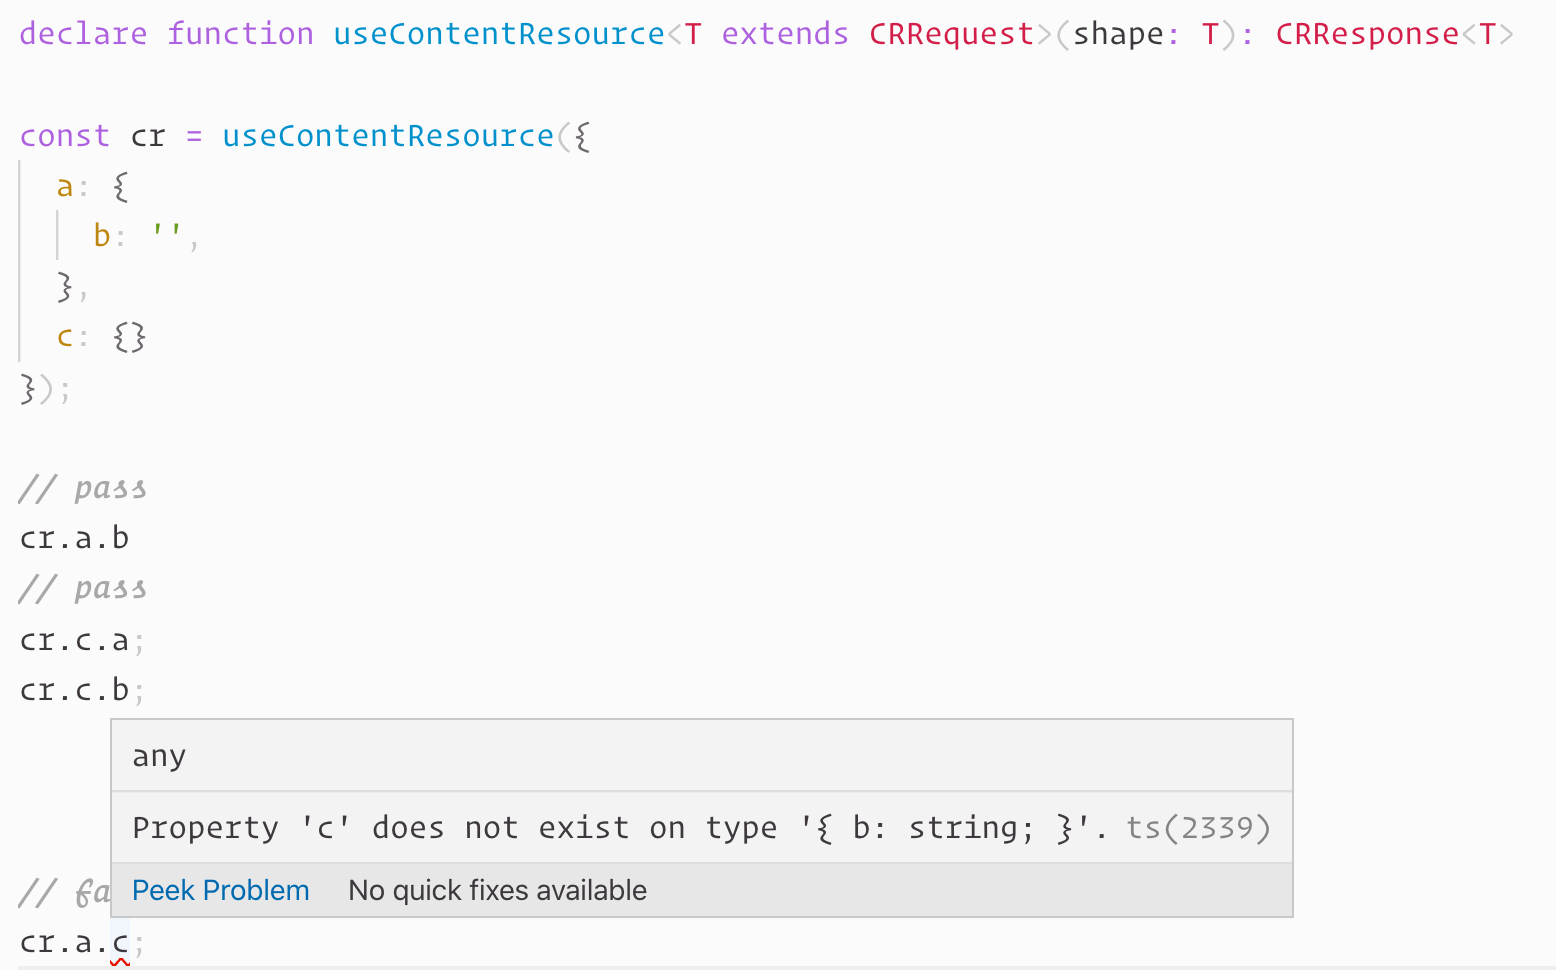 declare function useContentResource<T extends CRRequest>(shape: T): CRResponse<T>
const cr = useContentResource({
a: {
b: '',
},
c: {}
});
// pass
cr.a.b
// pass
cr.c.a;
cr.c.b;
any
Property 'c' does not exist on type '{ b: string; }'. ts(2339)
Peek Problem No quick fixes available
// fa
cr.a.c;